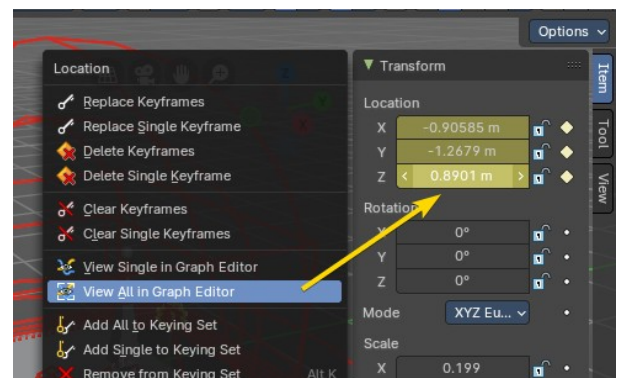 Options
Location
Replace Keyframes
Replace Single Keyframe
Delete Keyframes
Delete Single Keyframe
Clear Keyframes
Clear Single Keyframes
View Single in Graph Editor
View All in Graph Editor
Add All to Keying Set
Add Single to Keying Set
Remove from Keying Set Alt K
Transform
Location
X -0.90585 m
Y -1.2679 m
Z 0.8901 m
Rotation
X 0°
Y 0°
Z 0°
Mode XYZ Eu...
Scale
X 0.199
Item
Tool
View